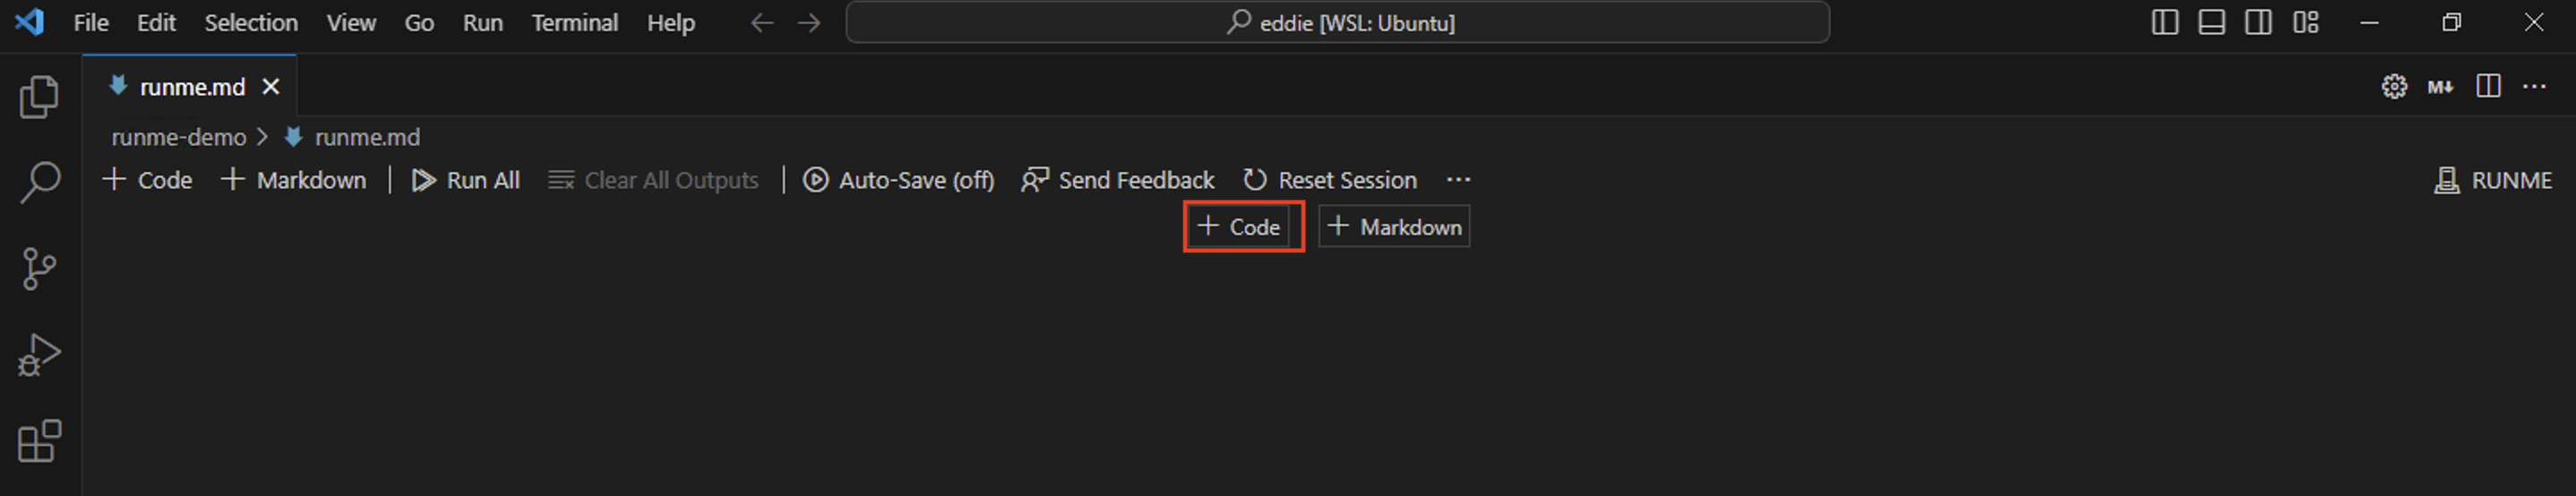 File Edit Selection View Go Run Terminal Help eddie [WSL: Ubuntu]
runme.md
runme-demo > runme.md
+ Code + Markdown | Run All Clear All Outputs | Auto-Save (off) Send Feedback Reset Session ... RUNME
+ Code + Markdown